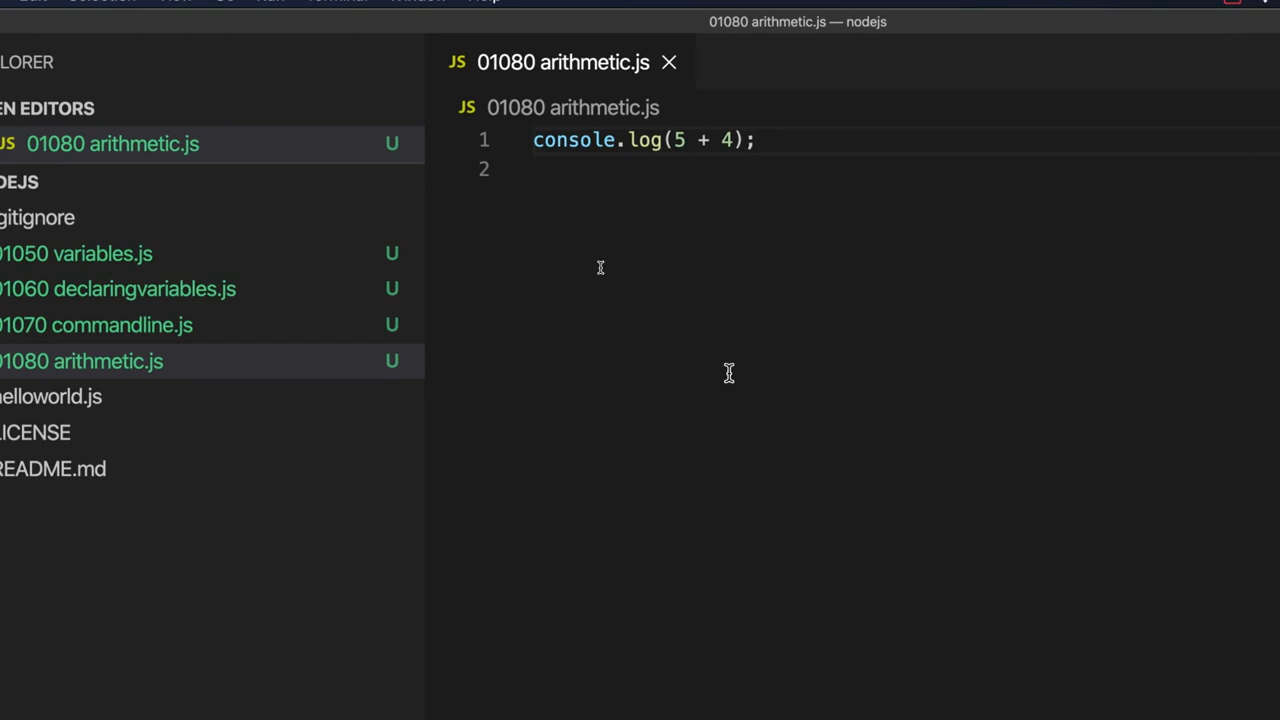 01080 arithmetic.js — nodejs
LORER
EN EDITORS
JS 01080 arithmetic.js U
DEJS
gitignore
01050 variables.js U
01060 declaringvariables.js U
01070 commandline.js U
01080 arithmetic.js U
helloworld.js
LICENSE
README.md
JS 01080 arithmetic.js
JS 01080 arithmetic.js
1 console.log(5 + 4);
2